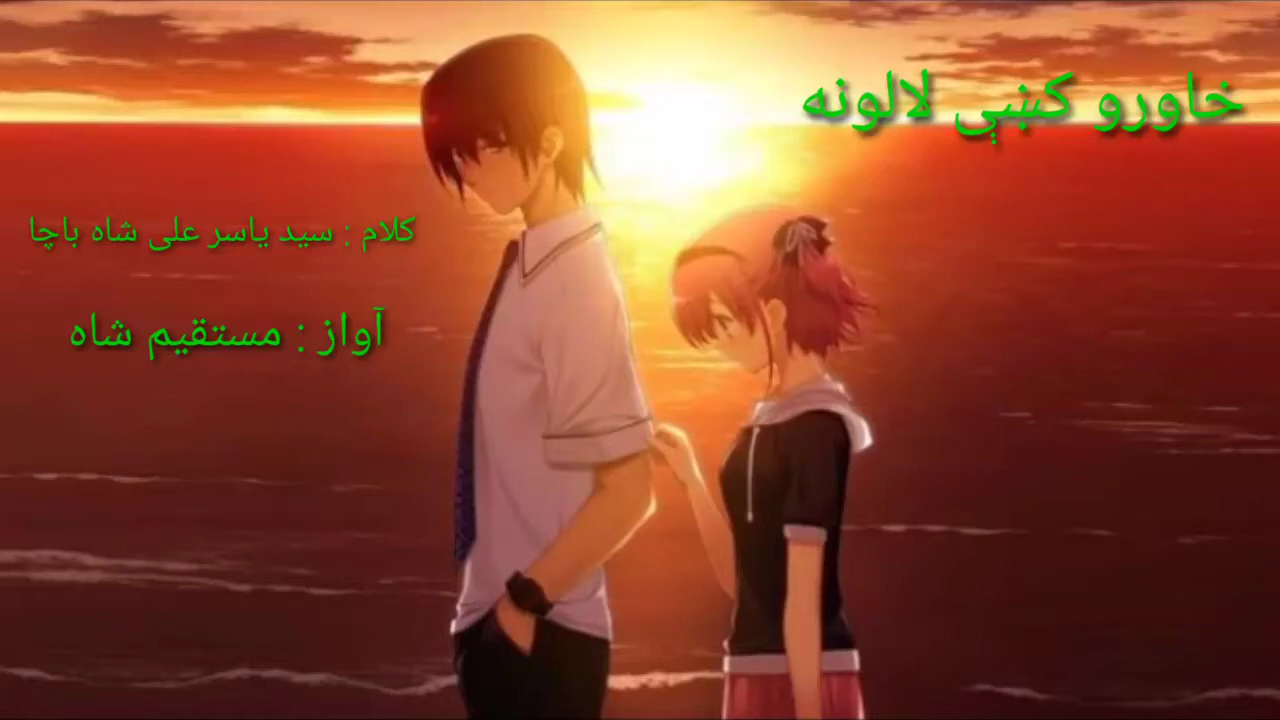 خاورو کښې لالونه
کلام : سید یاسر علی شاہ باچا
آواز : مستقیم شاہ